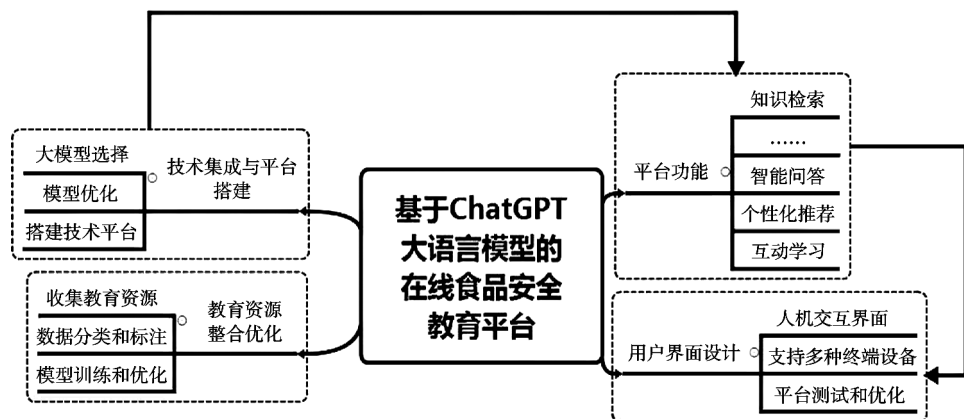 大模型选择
模型优化
搭建技术平台
技术集成与平台
搭建
收集教育资源
数据分类和标注
模型训练和优化
教育资源
整合优化
基于ChatGPT
大语言模型的
在线食品安全
教育平台
平台功能
知识检索
……
智能问答
个性化推荐
互动学习
用户界面设计
人机交互界面
支持多种终端设备
平台测试和优化